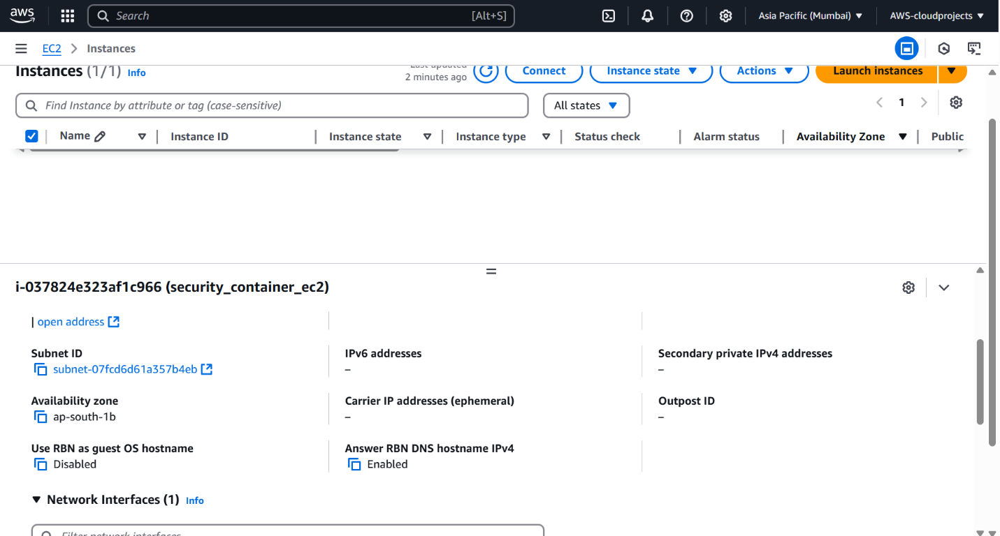 aws
Search [Alt+S]
Asia Pacific (Mumbai)
AWS-cloudprojects
EC2 > Instances
Instances (1/1) Info
Last updated
2 minutes ago
Connect
Instance state
Actions
Launch instances
Find Instance by attribute or tag (case-sensitive)
All states
1
Name
Instance ID
Instance state
Instance type
Status check
Alarm status
Availability Zone
Public
i-037824e323af1c966 (security_container_ec2)
| open address
Subnet ID
subnet-07fcd6d61a357b4eb
IPv6 addresses
–
Secondary private IPv4 addresses
–
Availability zone
ap-south-1b
Carrier IP addresses (ephemeral)
–
Outpost ID
–
Use RBN as guest OS hostname
Disabled
Answer RBN DNS hostname IPv4
Enabled
Network Interfaces (1) Info
Filter network interfaces